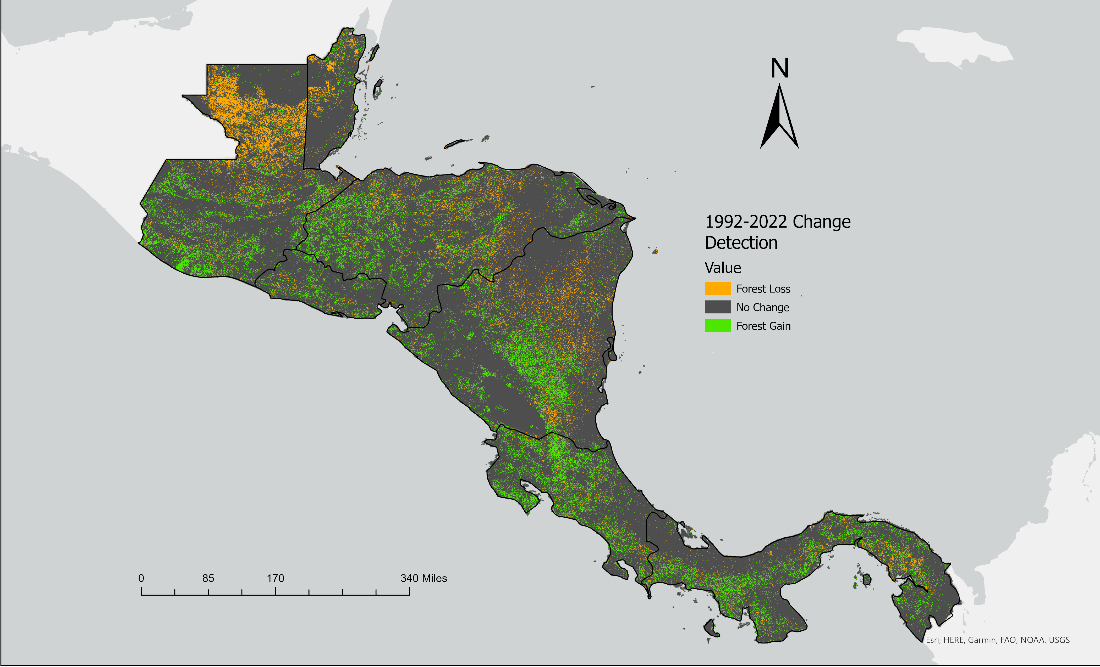 N
1992-2022 Change
Detection
Value
Forest Loss
No Change
Forest Gain
0 85 170 340 Miles
Esri, HERE, Garmin, FAO, NOAA, USGS